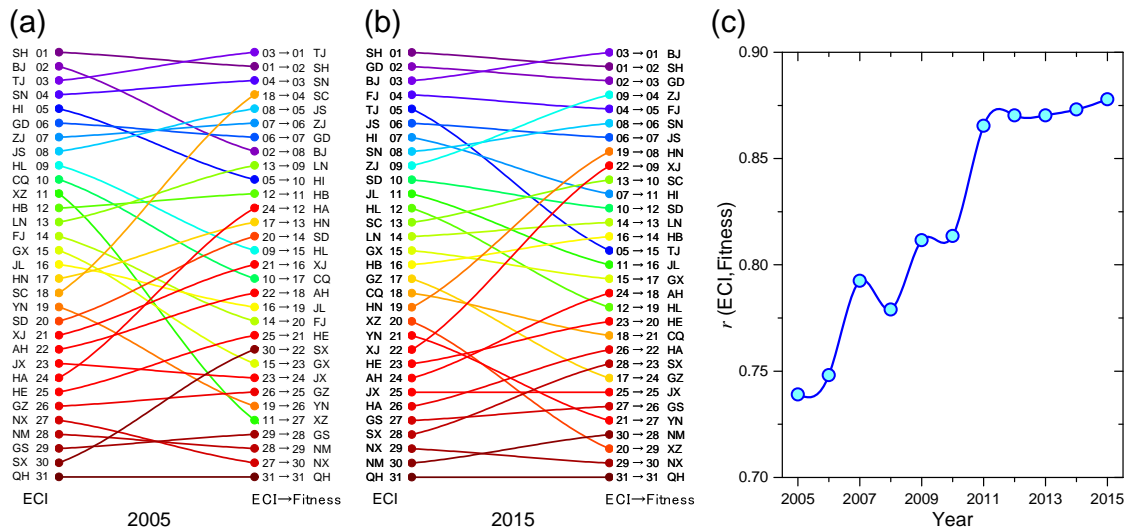 (a)
SH 01 03→01 TJ
BJ 02 01→02 SH
TJ 03 04→03 SN
SN 04 18→04 SC
HI 05 08→05 JS
GD 06 07→06 ZJ
ZJ 07 06→07 GD
JS 08 02→08 BJ
HL 09 13→09 LN
CQ 10 05→10 HI
XZ 11 12→11 HB
HB 12 24→12 HA
LN 13 17→13 HN
FJ 14 20→14 SD
GX 15 09→15 HL
JL 16 21→16 XJ
HN 17 10→17 CQ
SC 18 22→18 AH
YN 19 16→19 JL
SD 20 14→20 FJ
XJ 21 25→21 HE
AH 22 30→22 SX
JX 23 15→23 GX
HA 24 23→24 JX
HE 25 26→25 GZ
GZ 26 19→26 YN
NX 27 11→27 XZ
NM 28 29→28 GS
GS 29 28→29 NM
SX 30 27→30 NX
QH 31 31→31 QH
ECI ECI→Fitness
2005
(b)
SH 01 03→01 BJ
GD 02 01→02 SH
BJ 03 02→03 GD
FJ 04 09→04 ZJ
TJ 05 04→05 FJ
JS 06 08→06 SN
HI 07 06→07 JS
SN 08 19→08 HN
ZJ 09 22→09 XJ
SD 10 13→10 SC
JL 11 07→11 HI
HL 12 10→12 SD
SC 13 14→13 LN
LN 14 16→14 HB
GX 15 05→15 TJ
HB 16 11→16 JL
GZ 17 15→17 GX
CQ 18 24→18 AH
HN 19 12→19 HL
XZ 20 23→20 HE
YN 21 18→21 CQ
XJ 22 26→22 HA
HE 23 28→23 SX
AH 24 17→24 GZ
JX 25 25→25 JX
HA 26 27→26 GS
GS 27 21→27 YN
SX 28 30→28 NM
NX 29 20→29 XZ
NM 30 29→30 NX
QH 31 31→31 QH
ECI ECI→Fitness
2015
(c)
r (ECI,Fitness)
0.90
0.85
0.80
0.75
0.70
2005 2007 2009 2011 2013 2015
Year